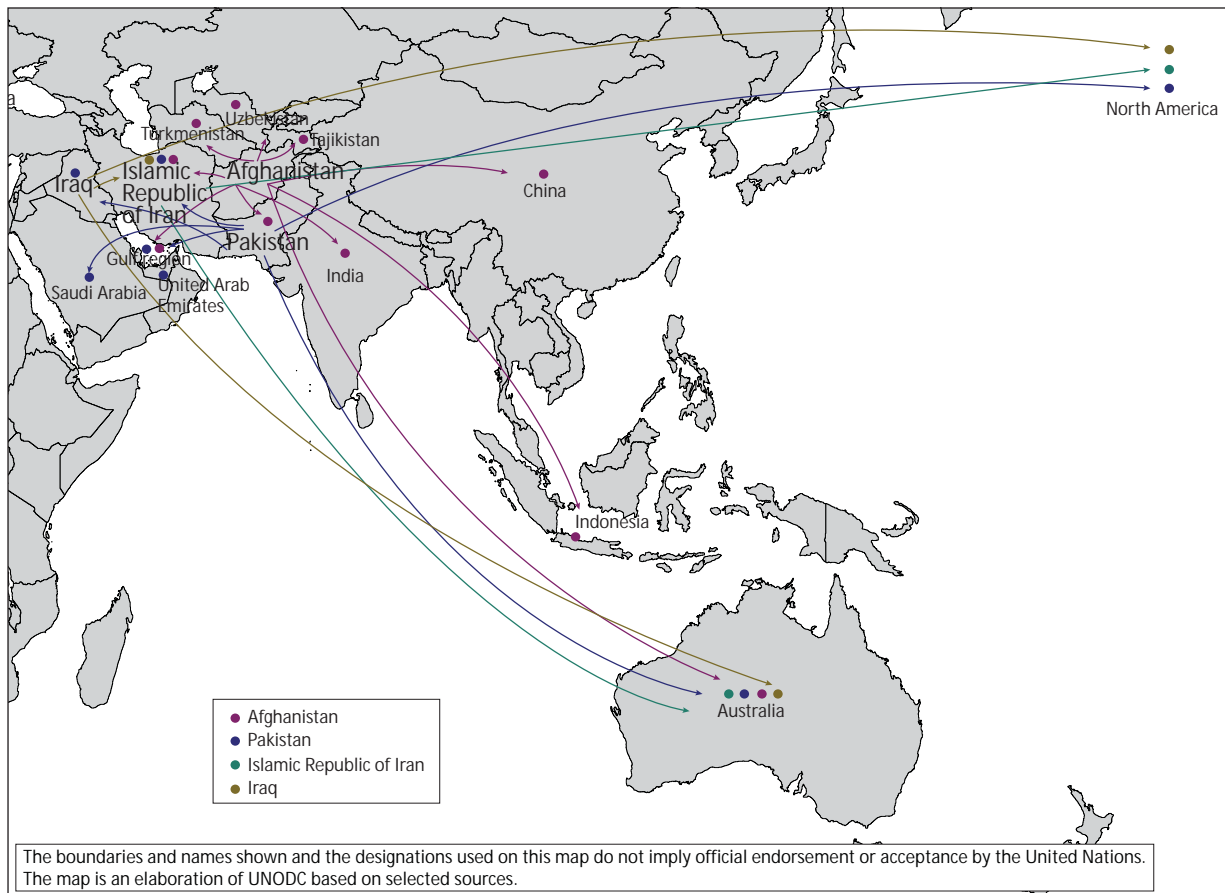 North America
Uzbekistan
Turkmenistan
Tajikistan
Iraq
Islamic
Republic
of Iran
Afghanistan
China
Pakistan
India
Gulf region
Saudi Arabia
United Arab
Emirates
Indonesia
Australia
Afghanistan
Pakistan
Islamic Republic of Iran
Iraq
The boundaries and names shown and the designations used on this map do not imply official endorsement or acceptance by the United Nations.
The map is an elaboration of UNODC based on selected sources.